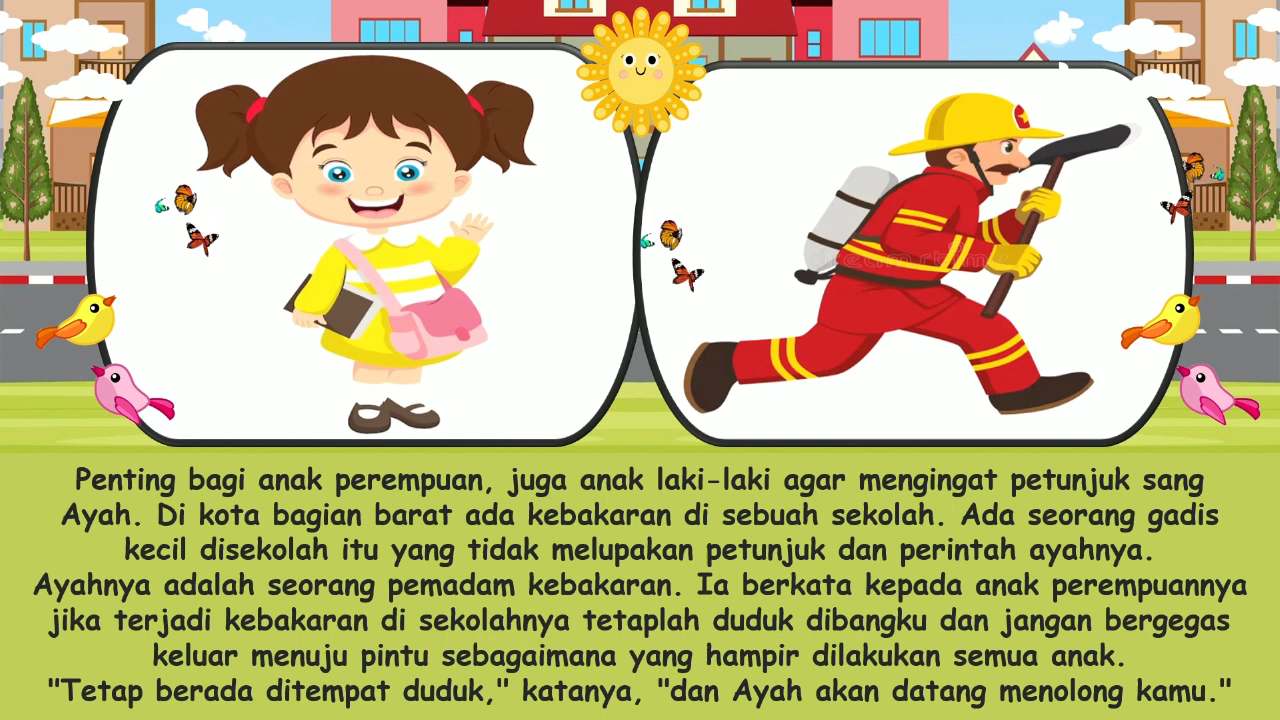 Penting bagi anak perempuan, juga anak laki-laki agar mengingat petunjuk sang
Ayah. Di kota bagian barat ada kebakaran di sebuah sekolah. Ada seorang gadis
kecil disekolah itu yang tidak melupakan petunjuk dan perintah ayahnya.
Ayahnya adalah seorang pemadam kebakaran. Ia berkata kepada anak perempuannya
jika terjadi kebakaran di sekolahnya tetaplah duduk dibangku dan jangan bergegas
keluar menuju pintu sebagaimana yang hampir dilakukan semua anak.
"Tetap berada ditempat duduk," katanya, "dan Ayah akan datang menolong kamu."